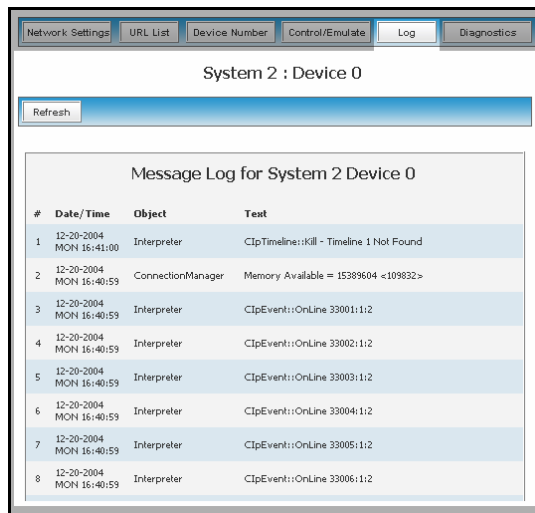 Network Settings URL List Device Number Control/Emulate Log Diagnostics
System 2 : Device 0
Refresh
Message Log for System 2 Device 0
# Date/Time Object Text
1 12-20-2004 MON 16:41:00 Interpreter CIpTimeline::Kill - Timeline 1 Not Found
2 12-20-2004 MON 16:40:59 ConnectionManager Memory Available = 15389604 <109832>
3 12-20-2004 MON 16:40:59 Interpreter CIpEvent::OnLine 33001:1:2
4 12-20-2004 MON 16:40:59 Interpreter CIpEvent::OnLine 33002:1:2
5 12-20-2004 MON 16:40:59 Interpreter CIpEvent::OnLine 33003:1:2
6 12-20-2004 MON 16:40:59 Interpreter CIpEvent::OnLine 33004:1:2
7 12-20-2004 MON 16:40:59 Interpreter CIpEvent::OnLine 33005:1:2
8 12-20-2004 MON 16:40:59 Interpreter CIpEvent::OnLine 33006:1:2